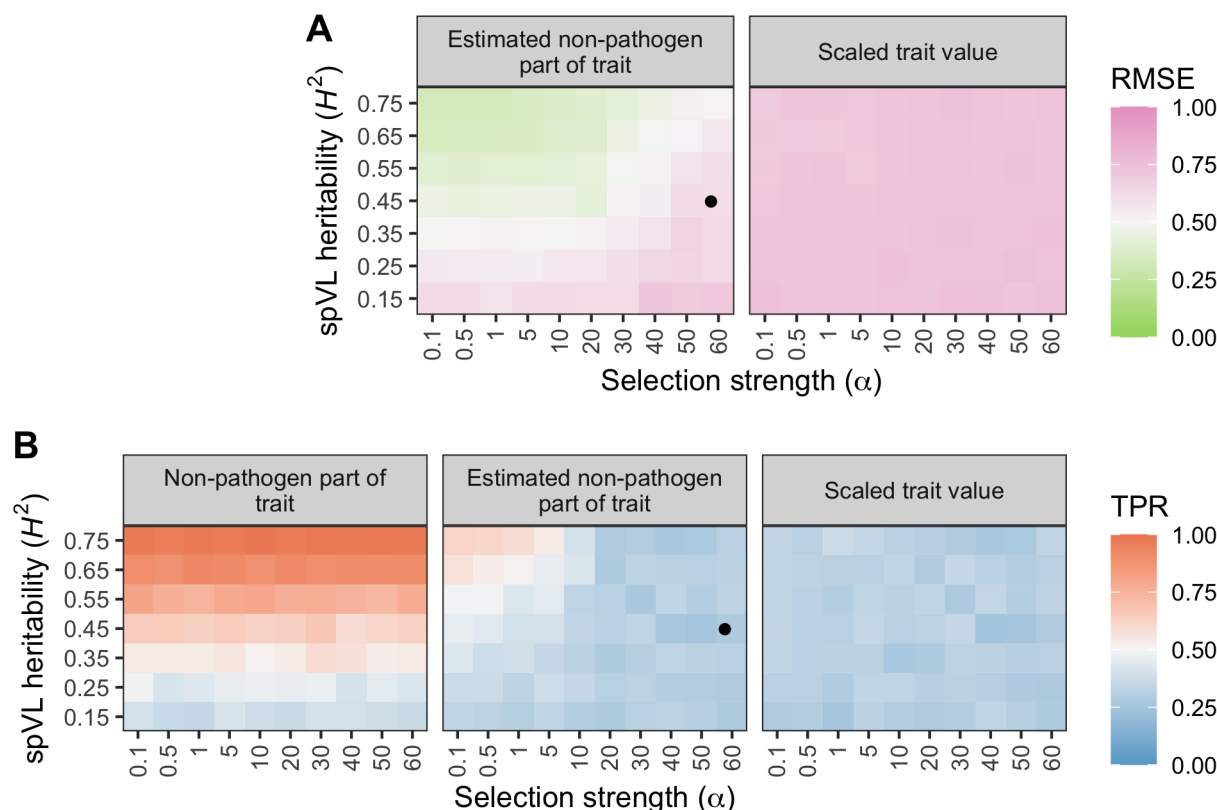 A
Estimated non-pathogen
part of trait
Scaled trait value
RMSE
1.00
0.75
0.50
0.25
0.00
spVL heritability (H²)
0.75
0.65
0.55
0.45
0.35
0.25
0.15
0.1 0.5 1 5 10 20 30 40 50 60
0.1 0.5 1 5 10 20 30 40 50 60
Selection strength (α)
B
Non-pathogen part of
trait
Estimated non-pathogen
part of trait
Scaled trait value
TPR
1.00
0.75
0.50
0.25
0.00
spVL heritability (H²)
0.75
0.65
0.55
0.45
0.35
0.25
0.15
0.1 0.5 1 5 10 20 30 40 50 60
0.1 0.5 1 5 10 20 30 40 50 60
0.1 0.5 1 5 10 20 30 40 50 60
Selection strength (α)